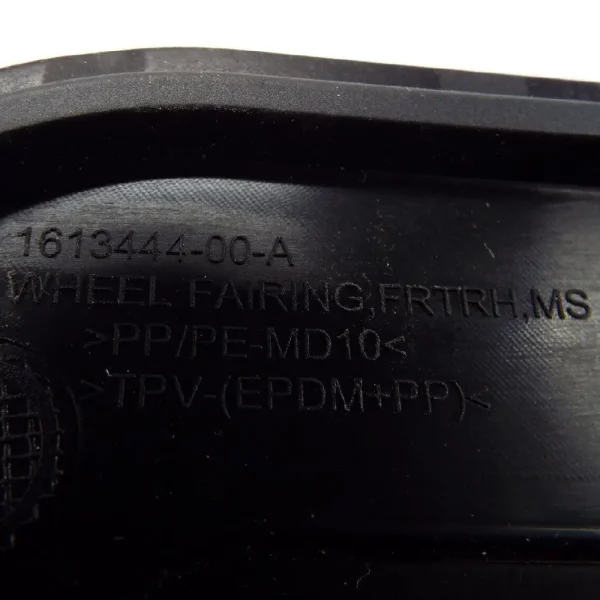 1613444-00-A
WHEEL FAIRING,FRTRH,MS
>PP/PE-MD10<
>TPV-(EPDM+PP)<